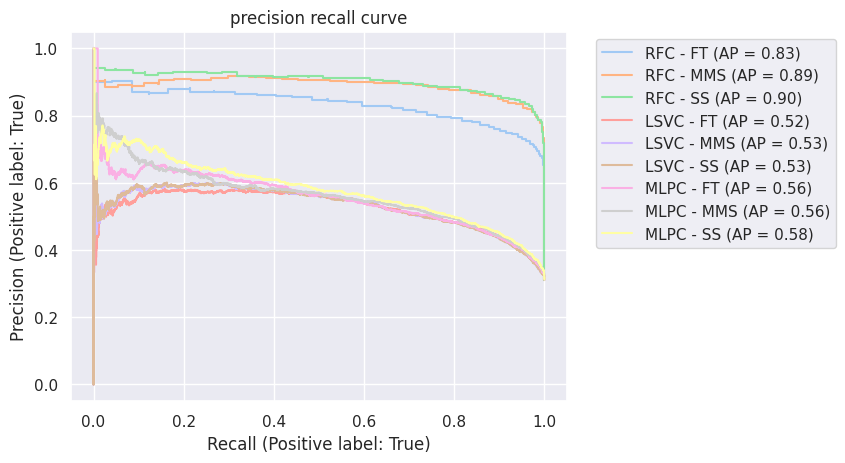 precision recall curve
1.0
0.8
0.6
0.4
0.2
0.0
Precision (Positive label: True)
0.0 0.2 0.4 0.6 0.8 1.0
Recall (Positive label: True)
RFC - FT (AP = 0.83)
RFC - MMS (AP = 0.89)
RFC - SS (AP = 0.90)
LSVC - FT (AP = 0.52)
LSVC - MMS (AP = 0.53)
LSVC - SS (AP = 0.53)
MLPC - FT (AP = 0.56)
MLPC - MMS (AP = 0.56)
MLPC - SS (AP = 0.58)